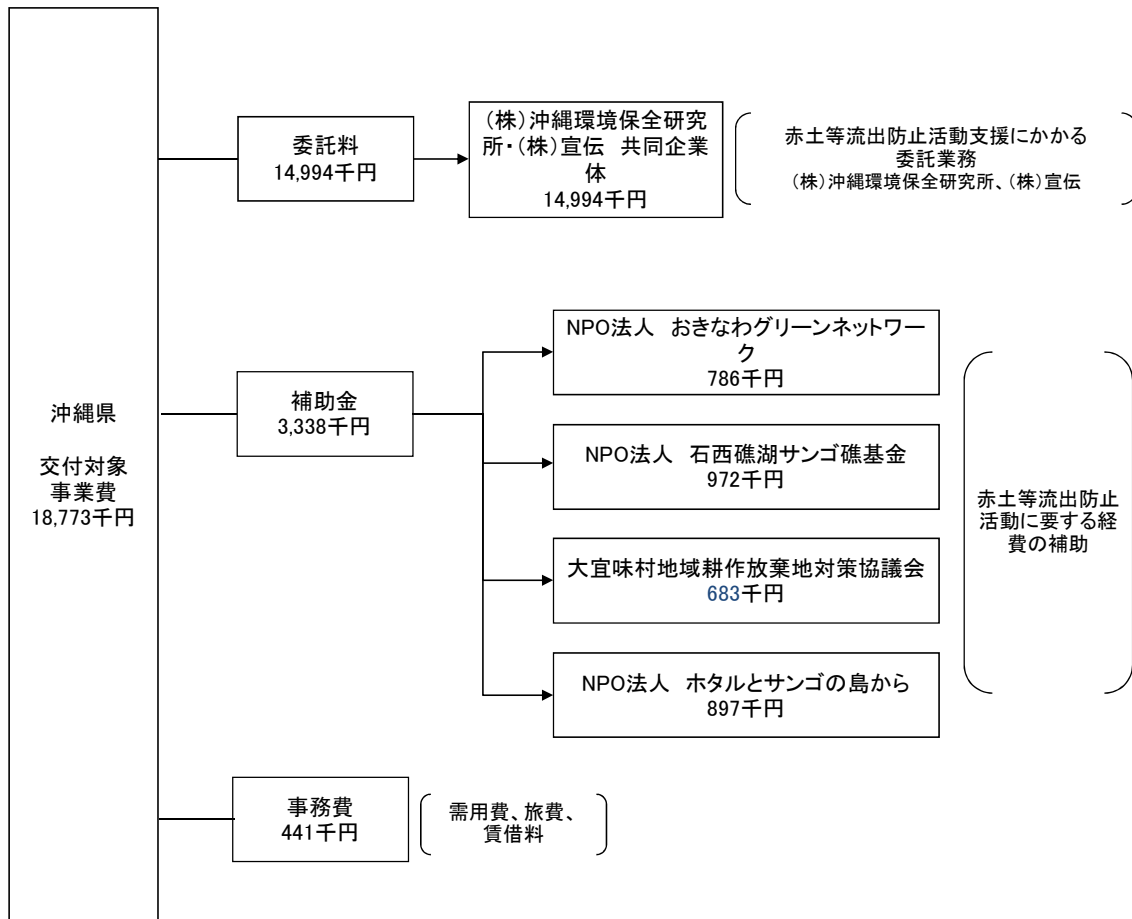 沖縄県
交付対象
事業費
18,773千円
委託料
14,994千円
(株)沖縄環境保全研究
所・(株)宣伝　共同企業
体
14,994千円
赤土等流出防止活動支援にかかる
委託業務
(株)沖縄環境保全研究所、(株)宣伝
補助金
3,338千円
NPO法人　おきなわグリーンネットワー
ク
786千円
NPO法人　石西礁湖サンゴ礁基金
972千円
大宜味村地域耕作放棄地対策協議会
683千円
NPO法人　ホタルとサンゴの島から
897千円
赤土等流出防止
活動に要する経
費の補助
事務費
441千円
需用費、旅費、
賃借料